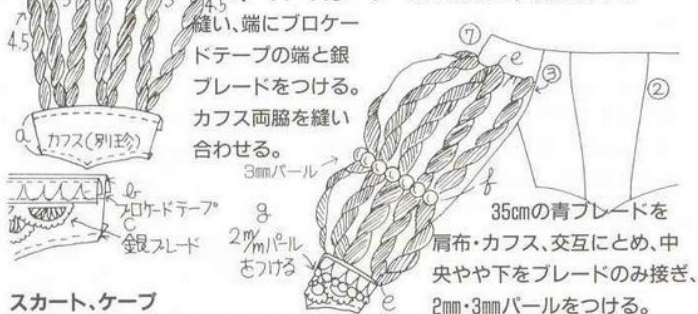 4.5
4.5
縫い、端にブロケー
ドテープの端と銀
ブレードをつける。
カフス両脇を縫い
合わせる。
a
カフス(別珍)
3㎜パール
b
ブロケードテープ
c
銀ブレード
g
2m/mパール
をつける
⑦
e
③
②
f
e
35cmの青ブレードを
肩布・カフス、交互にとめ、中
央やや下をブレードのみ接ぎ、
2㎜・3㎜パールをつける。
スカート、ケープ